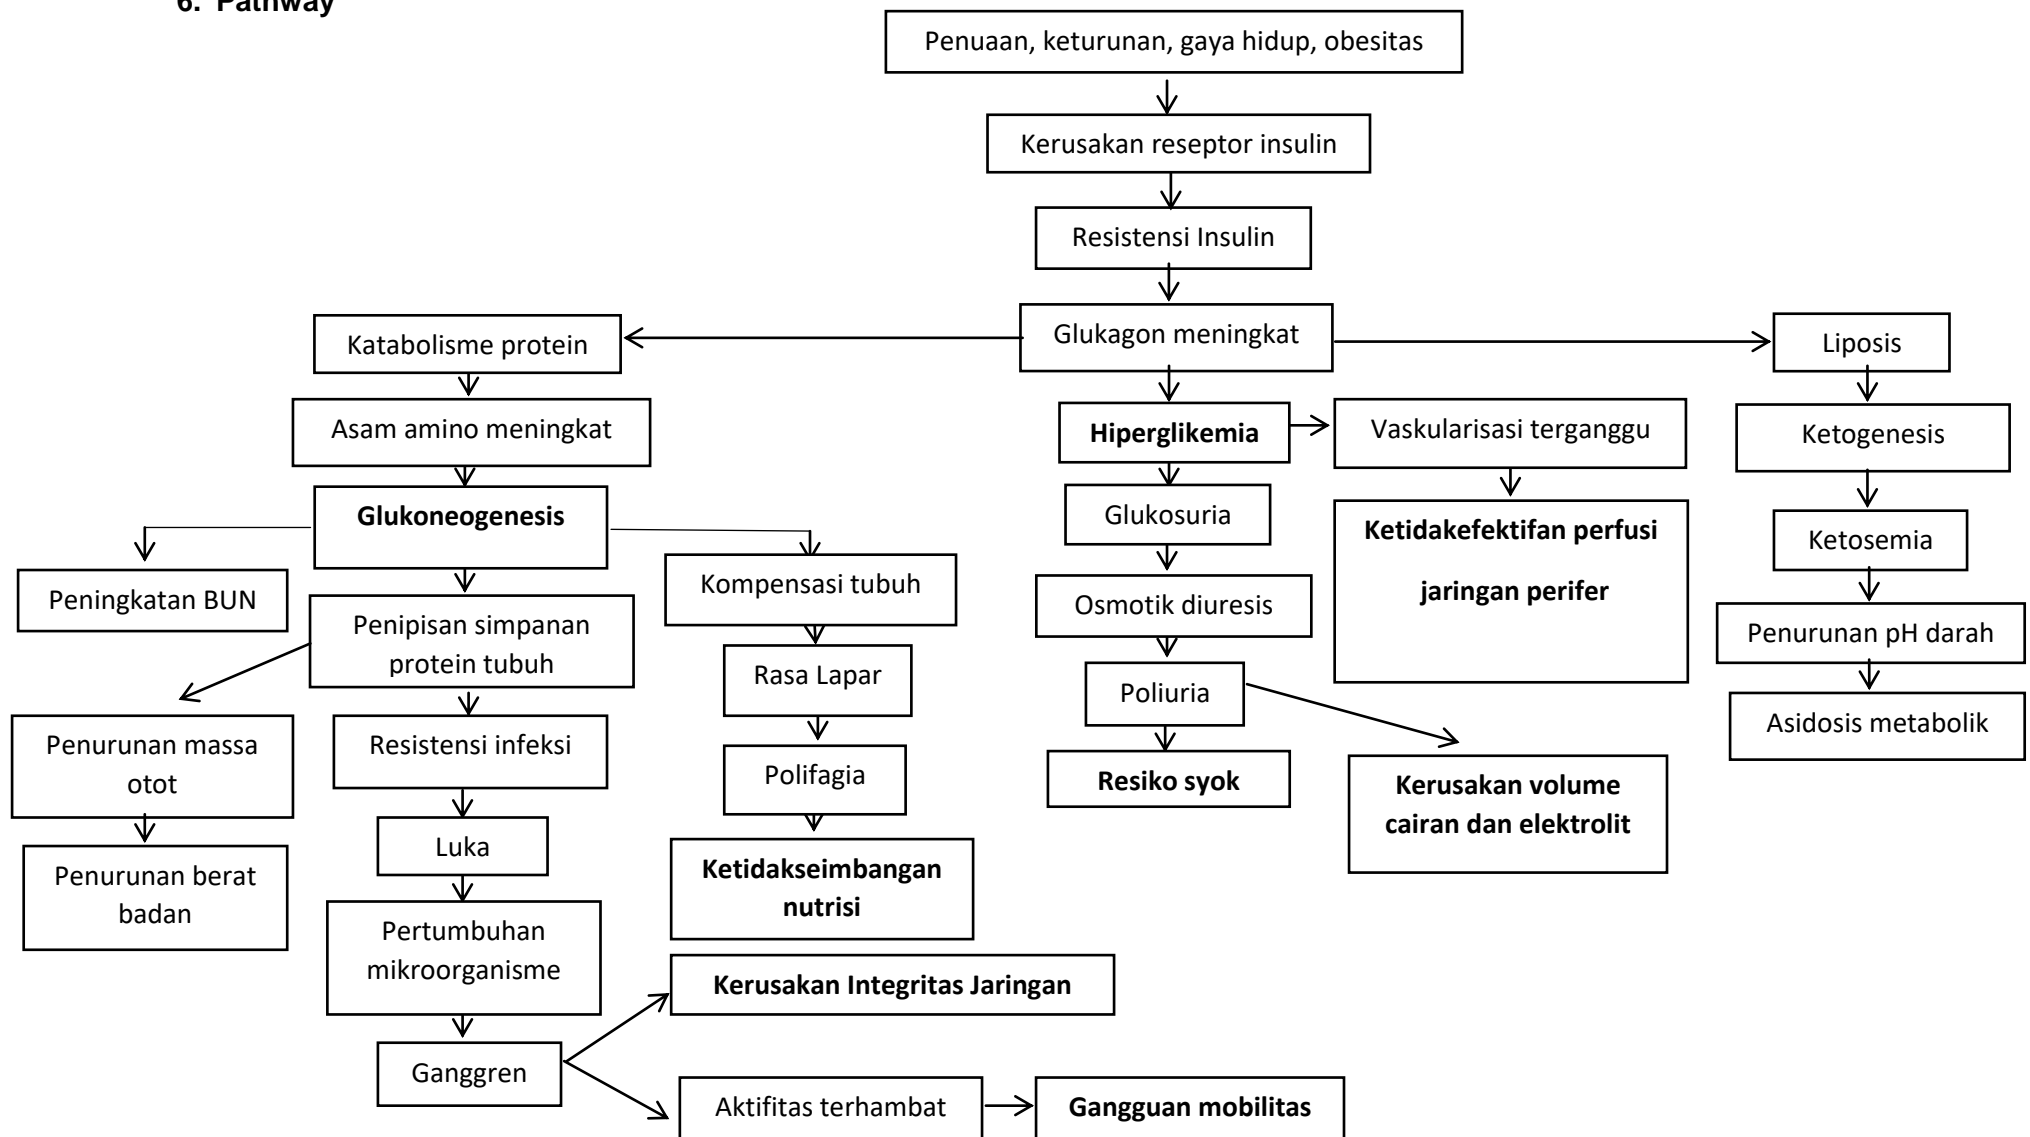 6. Pathway
Penuaan, keturunan, gaya hidup, obesitas
Kerusakan reseptor insulin
Resistensi Insulin
Glukagon meningkat
Katabolisme protein
Liposis
Asam amino meningkat
Hiperglikemia
Vaskularisasi terganggu
Ketogenesis
Glukoneogenesis
Glukosuria
Ketidakefektifan perfusi
jaringan perifer
Ketosemia
Peningkatan BUN
Kompensasi tubuh
Osmotik diuresis
Penipisan simpanan
protein tubuh
Penurunan pH darah
Rasa Lapar
Poliuria
Penurunan massa
otot
Resistensi infeksi
Asidosis metabolik
Polifagia
Resiko syok
Kerusakan volume
cairan dan elektrolit
Luka
Penurunan berat
badan
Ketidakseimbangan
nutrisi
Pertumbuhan
mikroorganisme
Kerusakan Integritas Jaringan
Ganggren
Aktifitas terhambat
Gangguan mobilitas